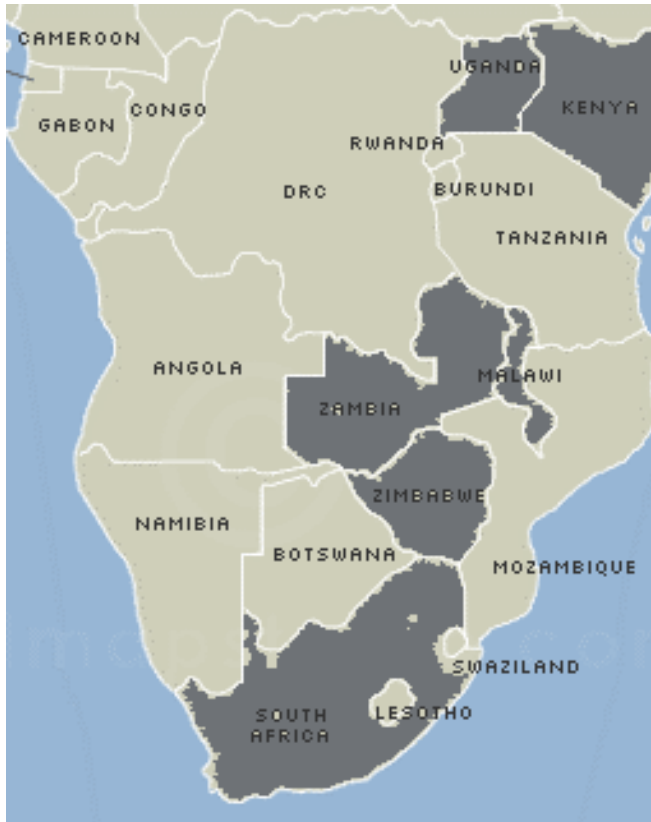 CAMEROON
UGANDA
CONGO
KENYA
GABON
RWANDA
DRC
BURUNDI
TANZANIA
ANGOLA
MALAWI
ZAMBIA
ZIMBABWE
NAMIBIA
BOTSWANA
MOZAMBIQUE
SWAZILAND
SOUTH
AFRICA
LESOTHO